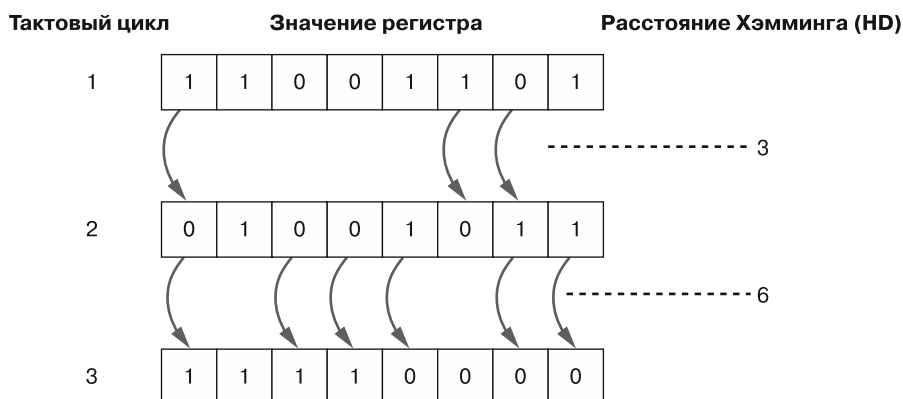 Тактовый цикл Значение регистра Расстояние Хэмминга (HD)
1 1 1 0 0 1 1 0 1
3
2 0 1 0 0 1 0 1 1
6
3 1 1 1 1 0 0 0 0